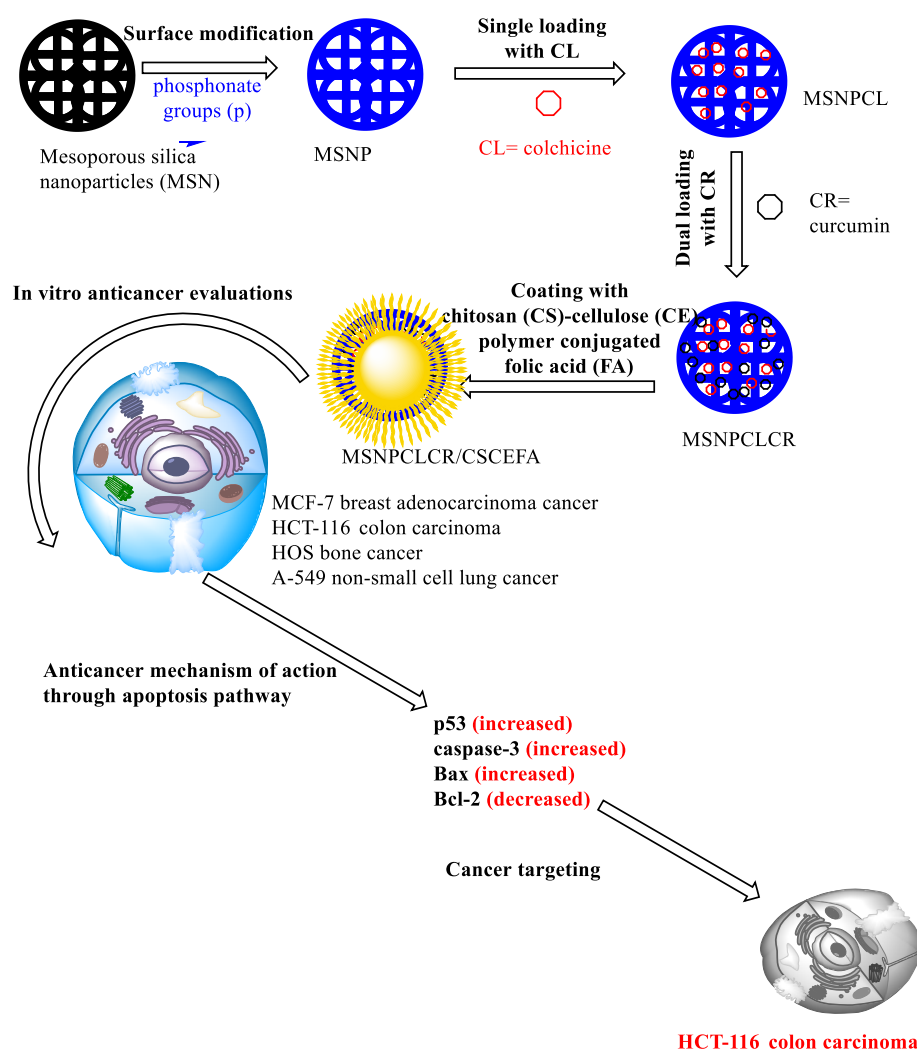 Surface modification
phosphonate
groups (p)
Mesoporous silica
nanoparticles (MSN)
MSNP
Single loading
with CL
CL= colchicine
MSNPCL
Dual loading
with CR
CR=
curcumin
MSNPCLCR
Coating with
chitosan (CS)-cellulose (CE)
polymer conjugated
folic acid (FA)
MSNPCLCR/CSCEFA
In vitro anticancer evaluations
MCF-7 breast adenocarcinoma cancer
HCT-116 colon carcinoma
HOS bone cancer
A-549 non-small cell lung cancer
Anticancer mechanism of action
through apoptosis pathway
p53 (increased)
caspase-3 (increased)
Bax (increased)
Bcl-2 (decreased)
Cancer targeting
HCT-116 colon carcinoma